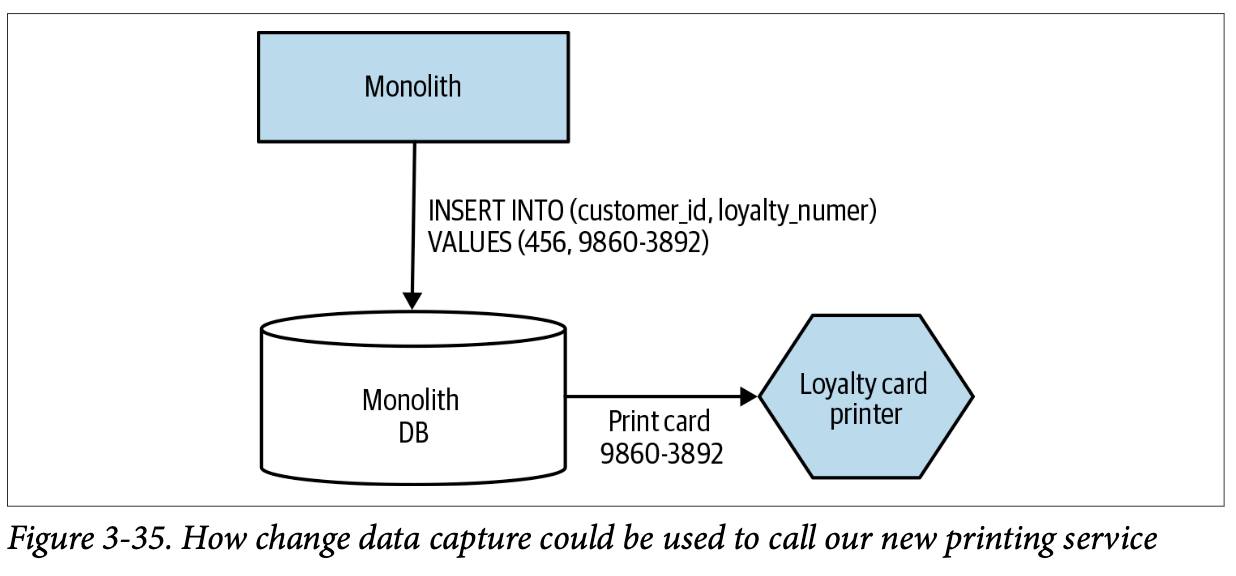 Monolith
INSERT INTO (customer_id, loyalty_numer)
VALUES (456, 9860-3892)
Monolith
DB
Print card
9860-3892
Loyalty card
printer
Figure 3-35. How change data capture could be used to call our new printing service